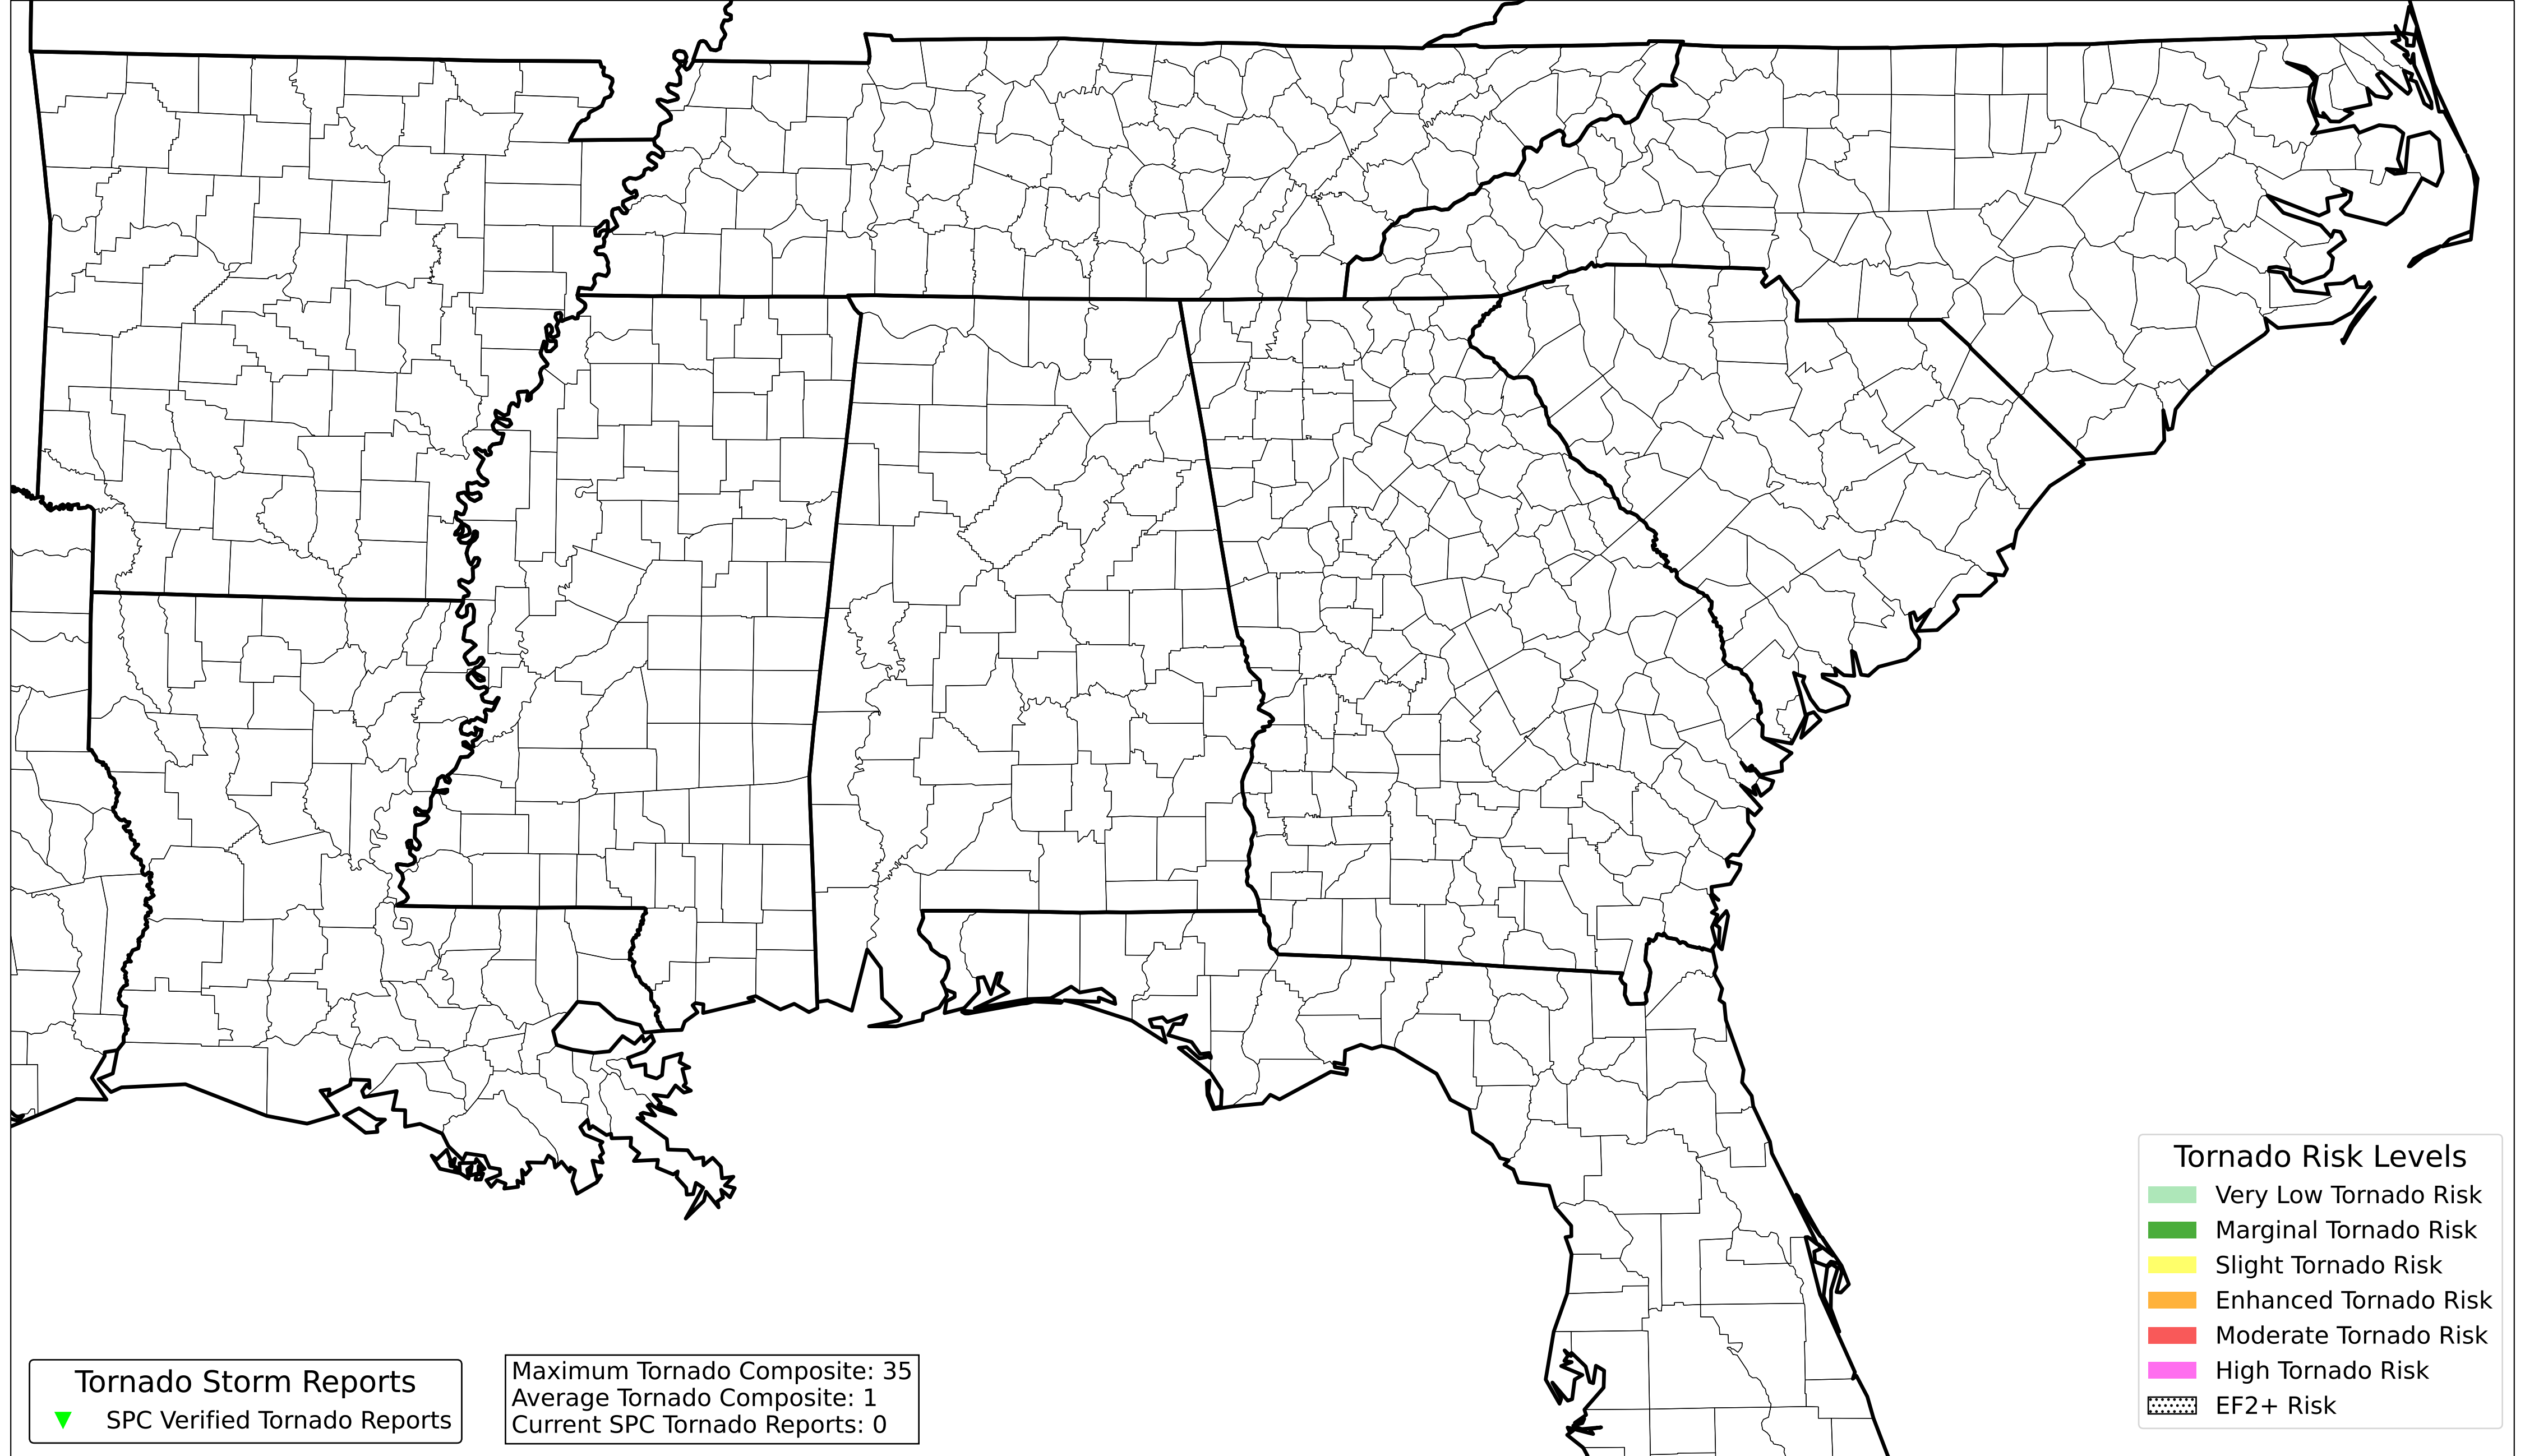 Tornado Storm Reports
SPC Verified Tornado Reports
Maximum Tornado Composite: 35
Average Tornado Composite: 1
Current SPC Tornado Reports: 0
Tornado Risk Levels
Very Low Tornado Risk
Marginal Tornado Risk
Slight Tornado Risk
Enhanced Tornado Risk
Moderate Tornado Risk
High Tornado Risk
EF2+ Risk